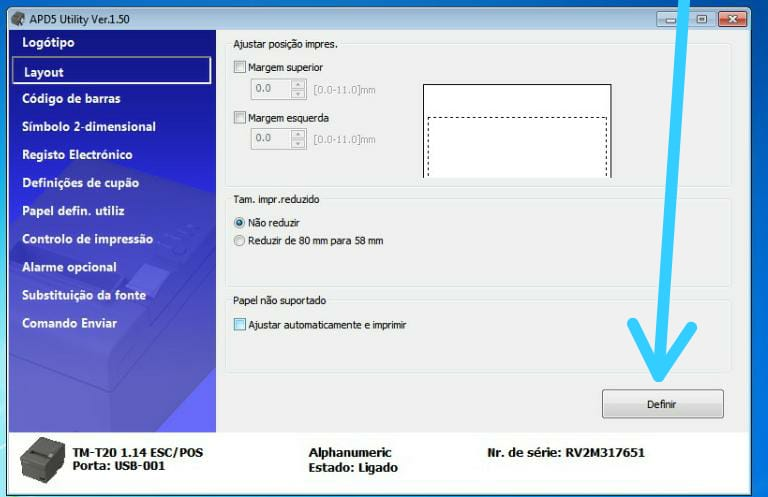 APD5 Utility Ver.1.50
Logótipo
Layout
Código de barras
Símbolo 2-dimensional
Registo Electrónico
Definições de cupão
Papel defin. utiliz
Controlo de impressão
Alarme opcional
Substituição da fonte
Comando Enviar
Ajustar posição impres.
Margem superior
0.0 [0.0-11.0]mm
Margem esquerda
0.0 [0.0-11.0]mm
Tam. impr.reduzido
Não reduzir
Reduzir de 80 mm para 58 mm
Papel não suportado
Ajustar automaticamente e imprimir
Definir
TM-T20 1.14 ESC/POS
Porta: USB-001
Alphanumeric
Estado: Ligado
Nr. de série: RV2M317651